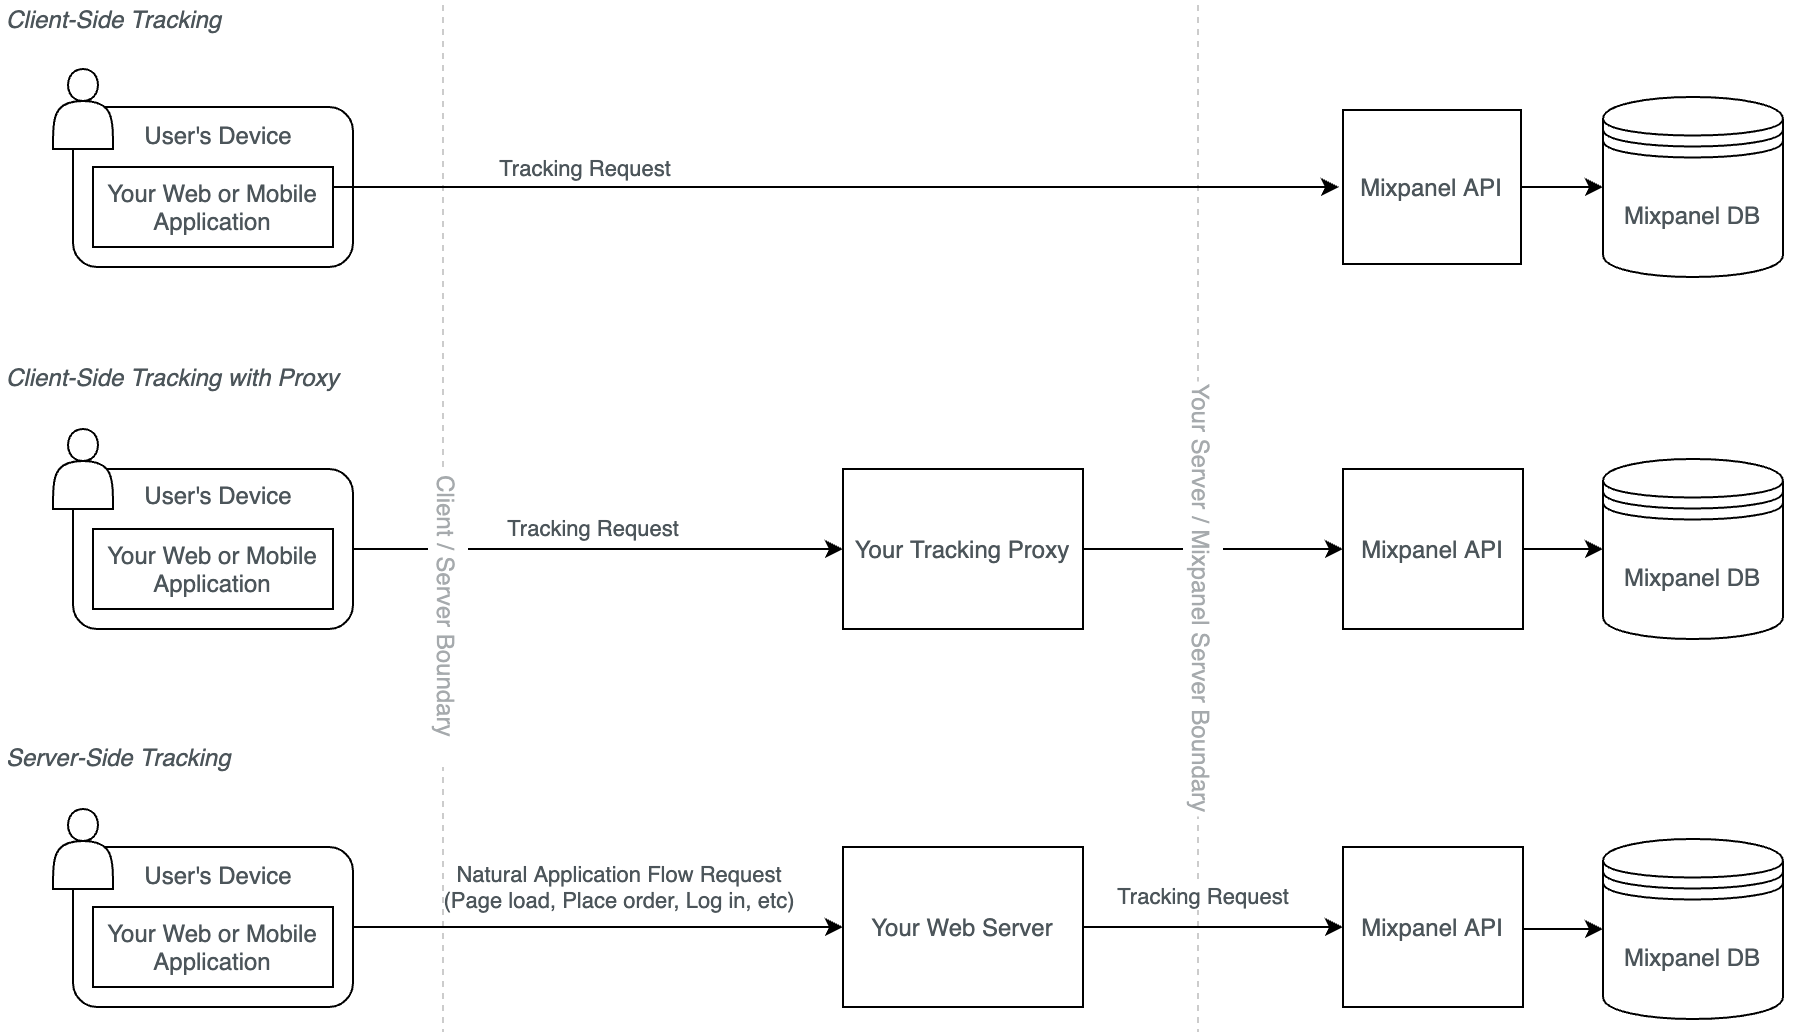 Client-Side Tracking
User's Device
Your Web or Mobile
Application
Tracking Request
Mixpanel API
Mixpanel DB
Client-Side Tracking with Proxy
User's Device
Your Web or Mobile
Application
Client / Server Boundary
Tracking Request
Your Tracking Proxy
Your Server / Mixpanel Server Boundary
Mixpanel API
Mixpanel DB
Server-Side Tracking
User's Device
Your Web or Mobile
Application
Natural Application Flow Request
(Page load, Place order, Log in, etc)
Your Web Server
Tracking Request
Mixpanel API
Mixpanel DB